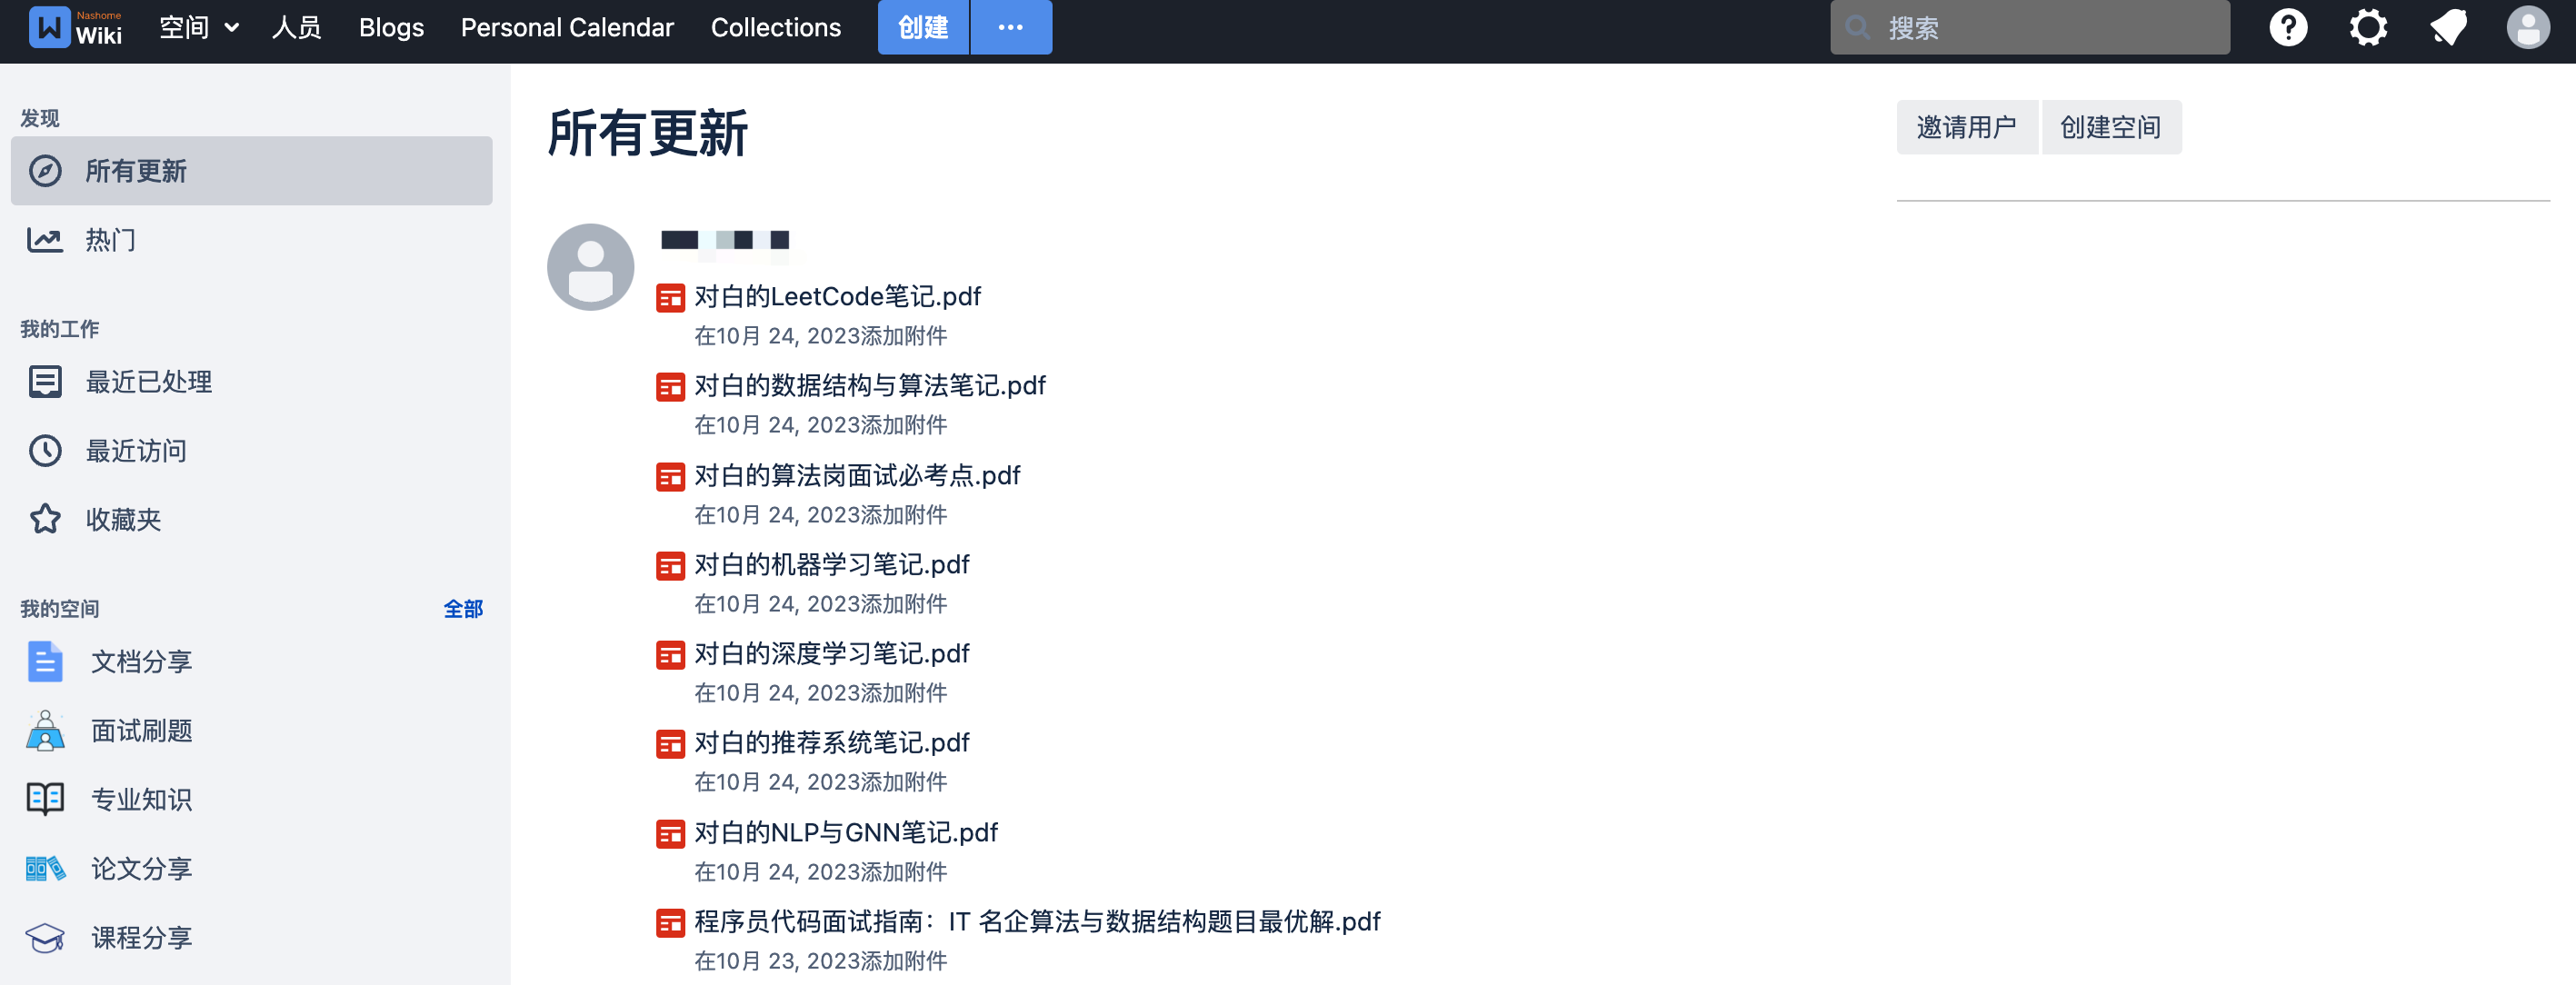 Nashome
Wiki
空间
人员
Blogs
Personal Calendar
Collections
创建
搜索
发现
所有更新
热门
我的工作
最近已处理
最近访问
收藏夹
我的空间
全部
文档分享
面试刷题
专业知识
论文分享
课程分享
所有更新
邀请用户
创建空间
对白的LeetCode笔记.pdf
在10月 24, 2023添加附件
对白的数据结构与算法笔记.pdf
在10月 24, 2023添加附件
对白的算法岗面试必考点.pdf
在10月 24, 2023添加附件
对白的机器学习笔记.pdf
在10月 24, 2023添加附件
对白的深度学习笔记.pdf
在10月 24, 2023添加附件
对白的推荐系统笔记.pdf
在10月 24, 2023添加附件
对白的NLP与GNN笔记.pdf
在10月 24, 2023添加附件
程序员代码面试指南：IT 名企算法与数据结构题目最优解.pdf
在10月 23, 2023添加附件